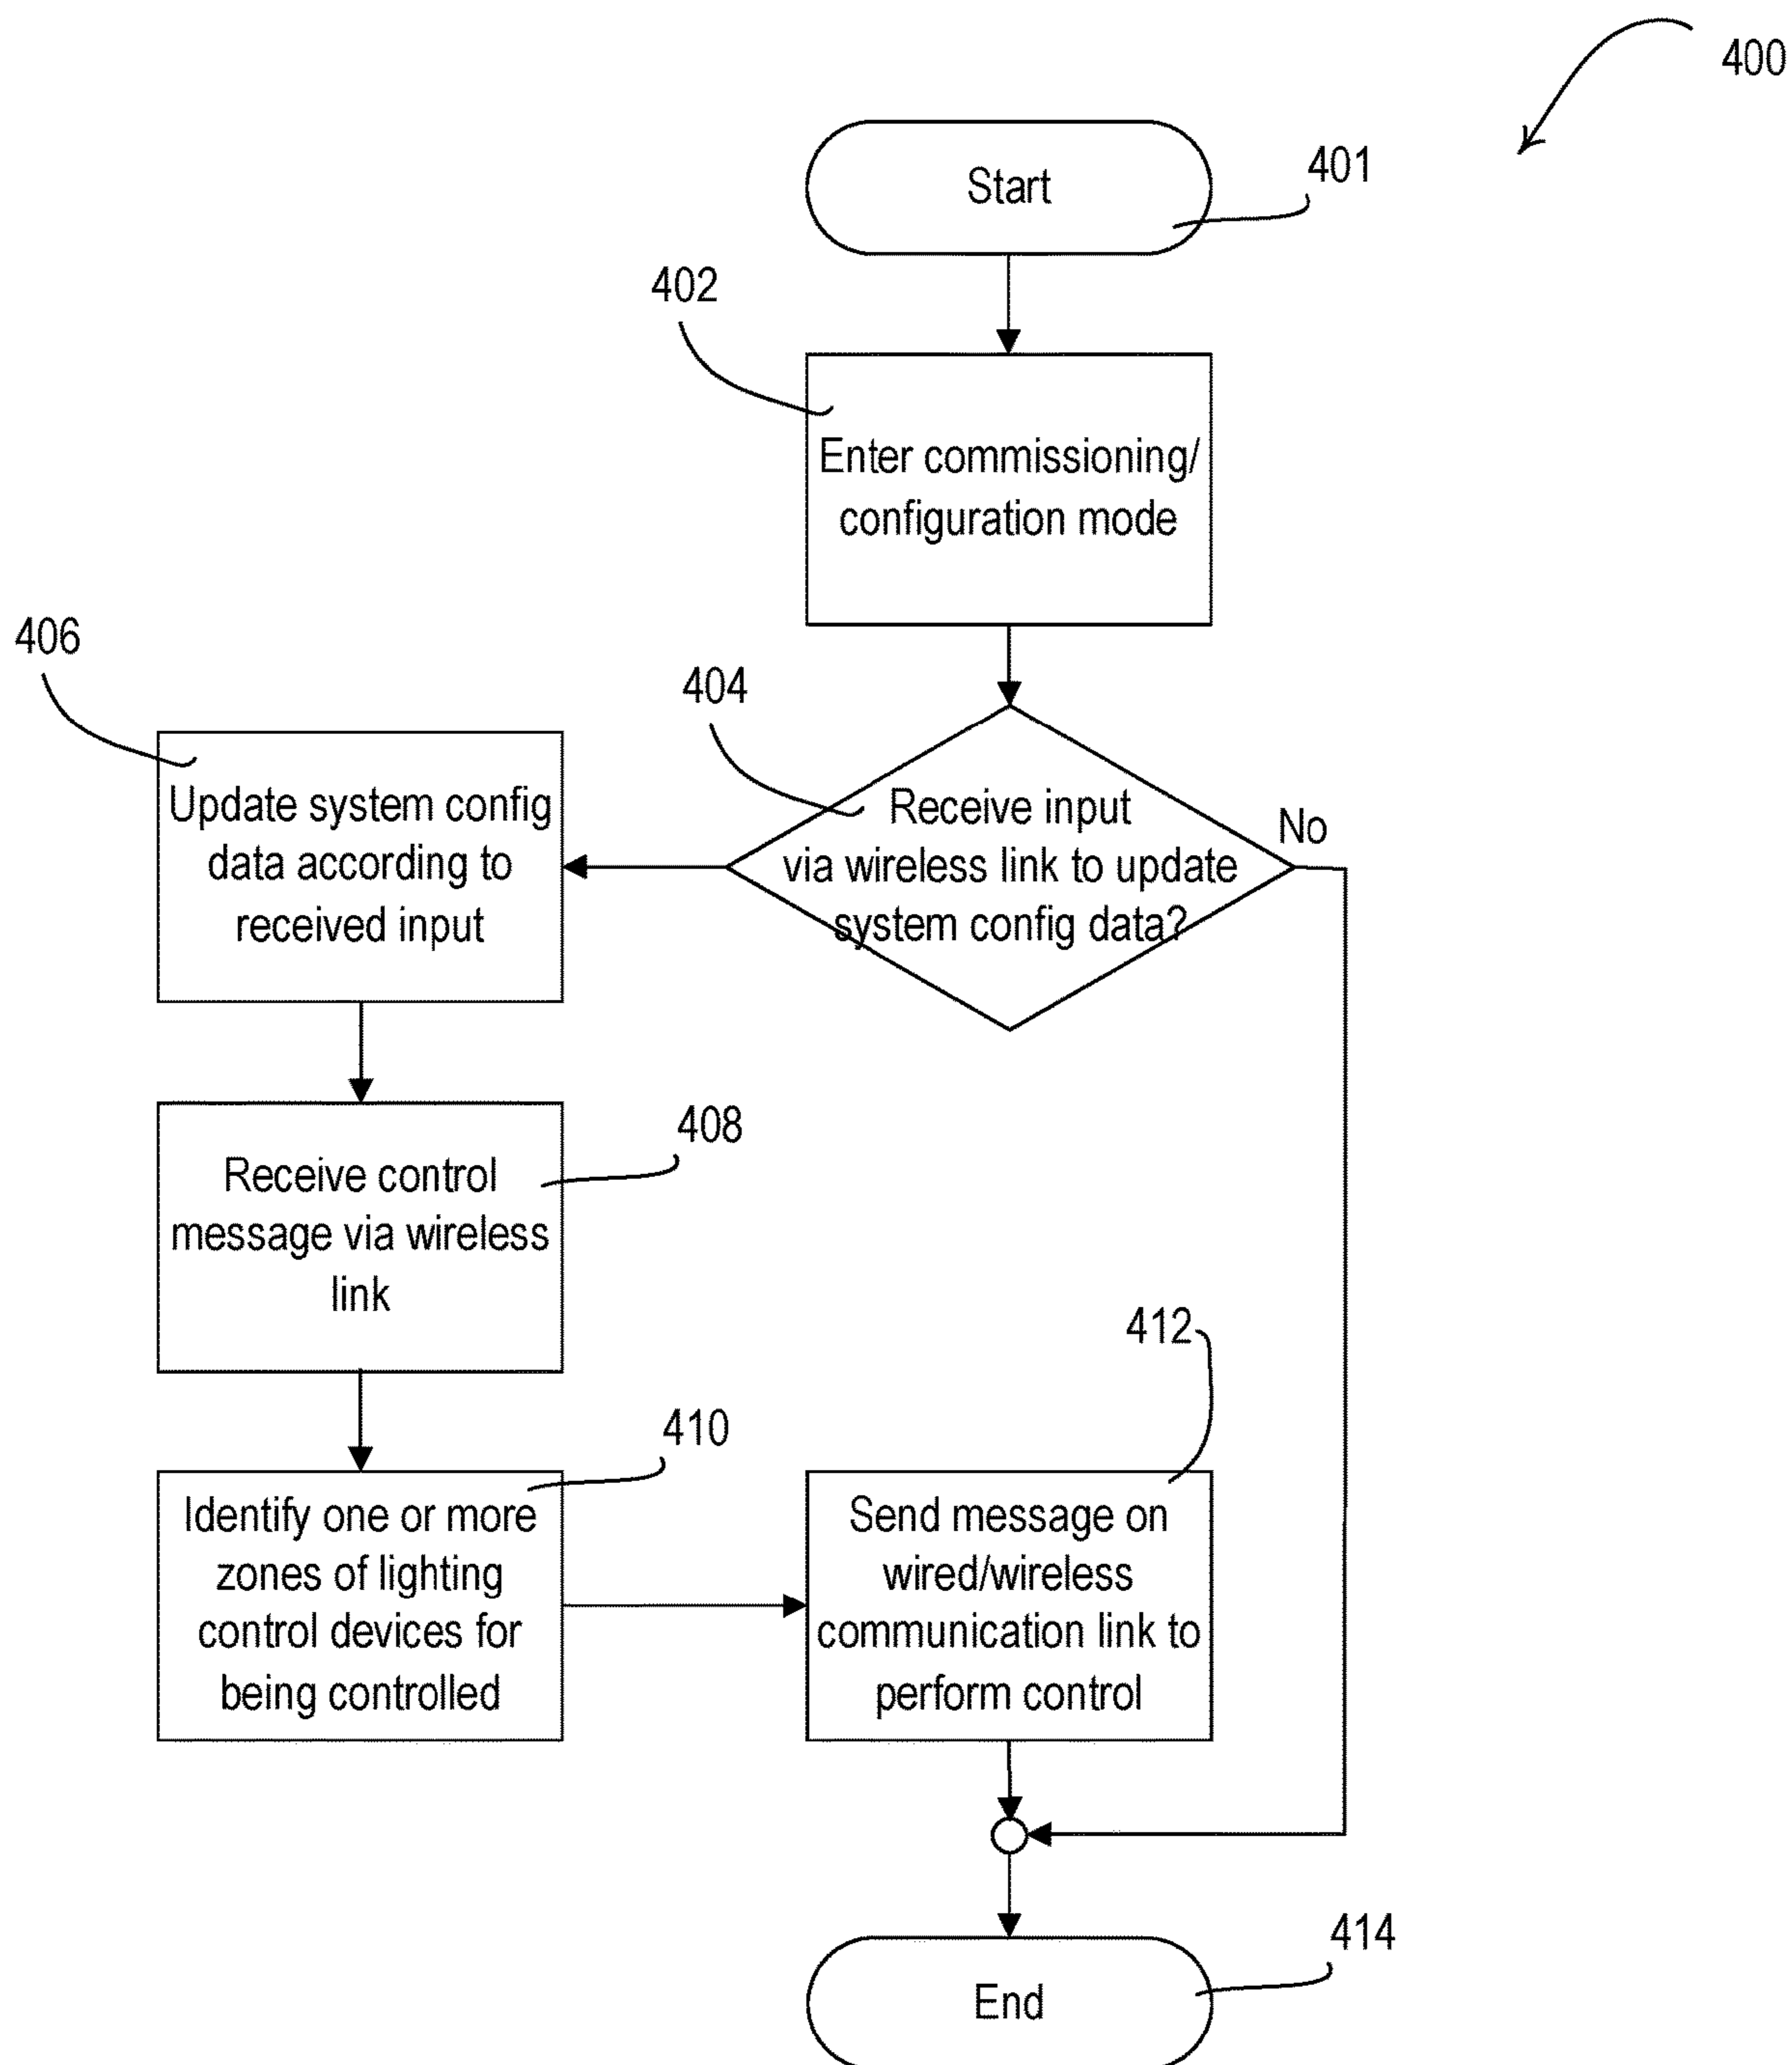 400
Start
401
402
Enter commissioning/
configuration mode
404
Receive input
via wireless link to update
system config data?
No
406
Update system config
data according to
received input
408
Receive control
message via wireless
link
410
Identify one or more
zones of lighting
control devices for
being controlled
412
Send message on
wired/wireless
communication link to
perform control
End
414